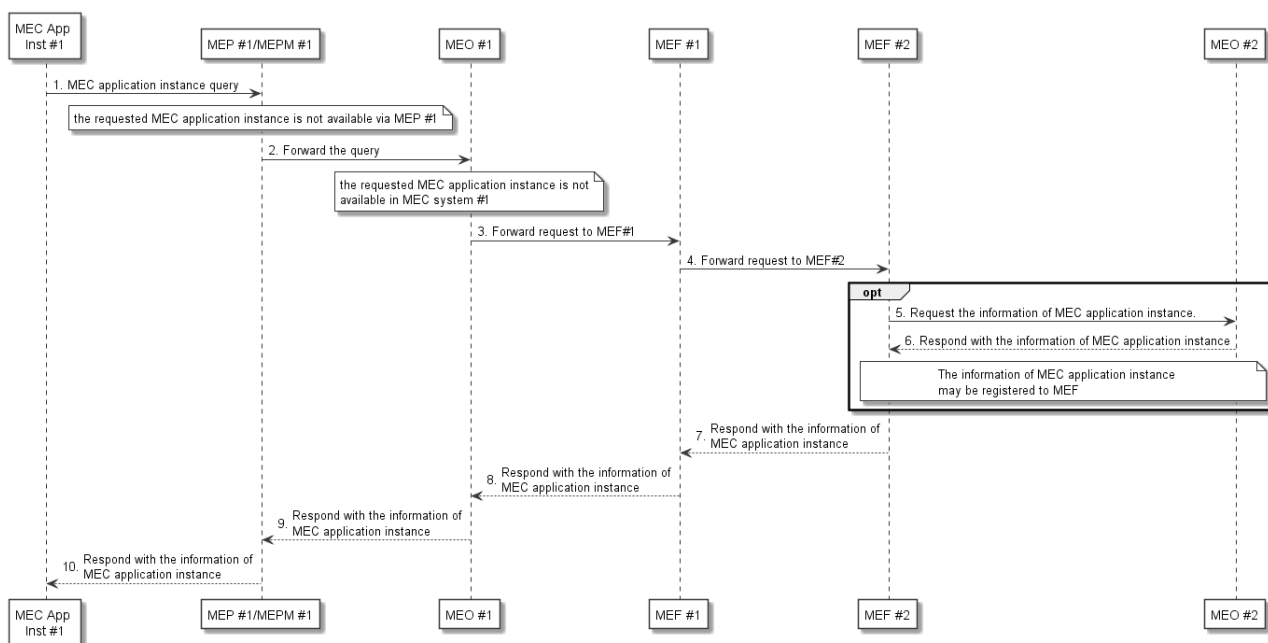 MEC App
Inst #1
MEP #1/MEPM #1
MEO #1
MEF #1
MEF #2
MEO #2
1. MEC application instance query
the requested MEC application instance is not available via MEP #1
2. Forward the query
the requested MEC application instance is not
available in MEC system #1
3. Forward request to MEF#1
4. Forward request to MEF#2
opt
5. Request the information of MEC application instance.
6. Respond with the information of MEC application instance
The information of MEC application instance
may be registered to MEF
7. Respond with the information of
MEC application instance
8. Respond with the information of
MEC application instance
9. Respond with the information of
MEC application instance
10. Respond with the information of
MEC application instance
MEC App
Inst #1
MEP #1/MEPM #1
MEO #1
MEF #1
MEF #2
MEO #2